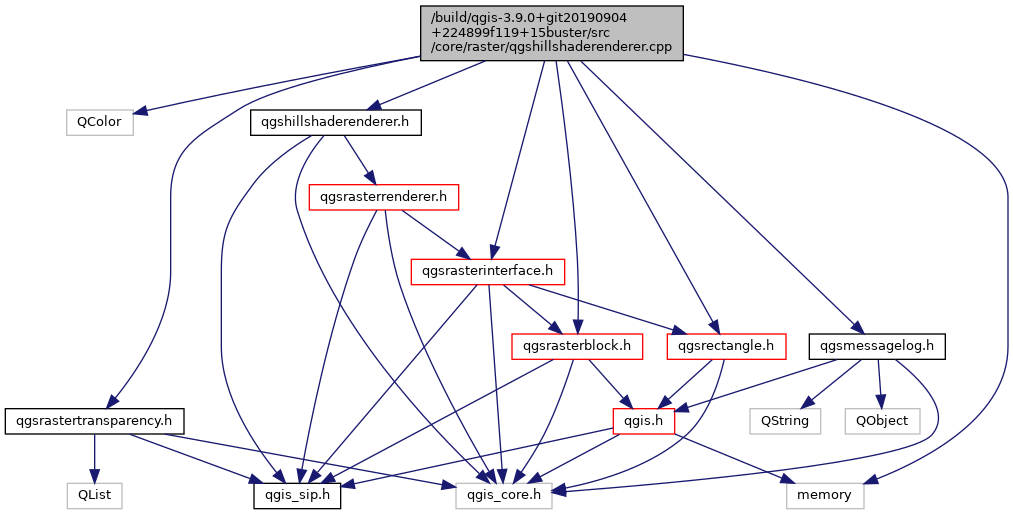 /build/qgis-3.9.0+git20190904
+224899f119+15buster/src
/core/raster/qgshillshaderenderer.cpp
QColor
qgshillshaderenderer.h
qgsrasterrenderer.h
qgsrasterinterface.h
qgsrasterblock.h
qgsrectangle.h
qgsmessagelog.h
qgsrastertransparency.h
qgis.h
QString
QObject
QList
qgis_sip.h
qgis_core.h
memory